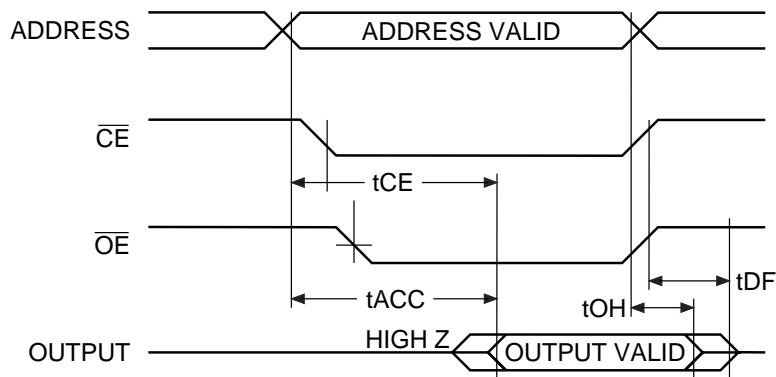 ADDRESS
ADDRESS VALID
CE
tCE
OE
tACC
tDF
tOH
HIGH Z
OUTPUT
OUTPUT VALID